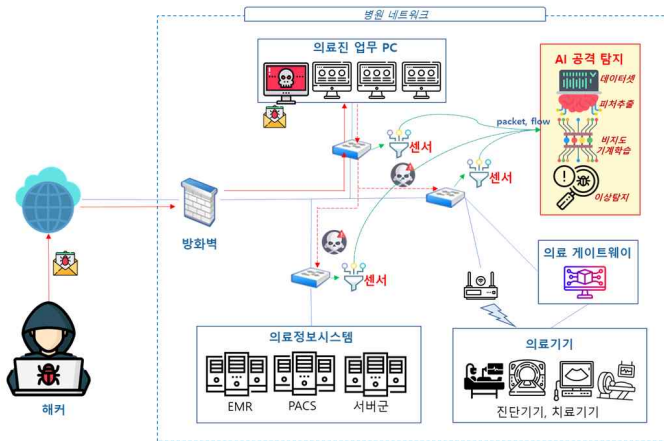 병원 네트워크
의료진 업무 PC
AI 공격 탐지
데이터셋
피처추출
비지도
기계학습
이상탐지
packet, flow
센서
센서
방화벽
센서
의료 게이트웨이
의료정보시스템
EMR
PACS
서버군
의료기기
진단기기, 치료기기
해커